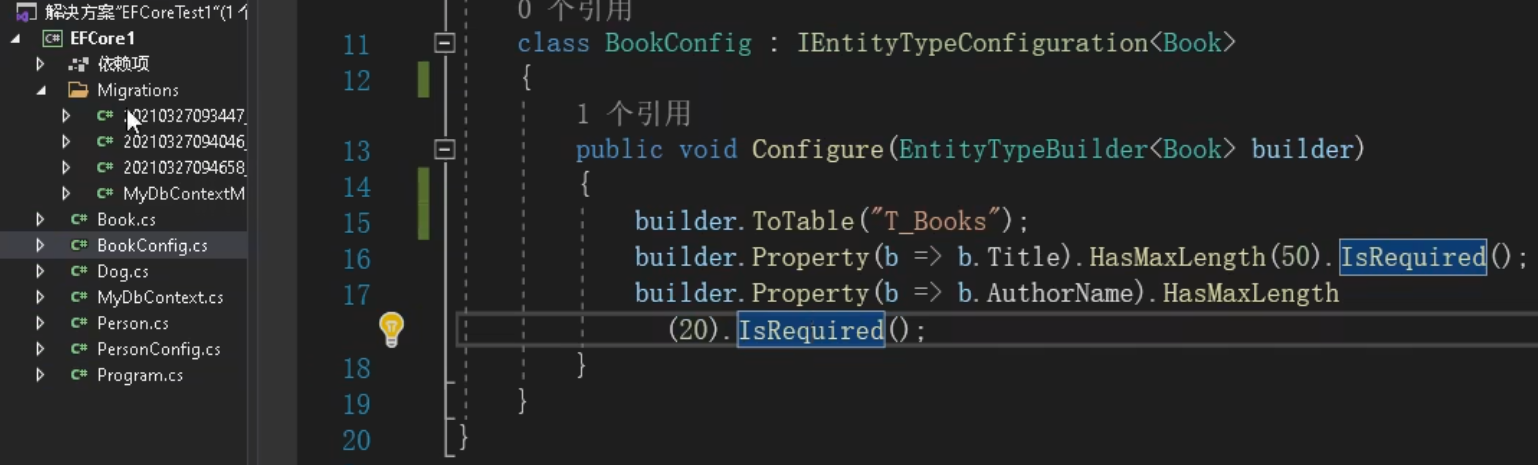 解决方案"EFCoreTest1"(1 个
EFCore1
依赖项
Migrations
20210327093447_
20210327094046_
20210327094658_
MyDbContextM
Book.cs
BookConfig.cs
Dog.cs
MyDbContext.cs
Person.cs
PersonConfig.cs
Program.cs
0 个引用
11 class BookConfig : IEntityTypeConfiguration<Book>
12 {
1 个引用
13 public void Configure(EntityTypeBuilder<Book> builder)
14 {
15 builder.ToTable("T_Books");
16 builder.Property(b => b.Title).HasMaxLength(50).IsRequired();
17 builder.Property(b => b.AuthorName).HasMaxLength
(20).IsRequired();
18 }
19 }
20 }